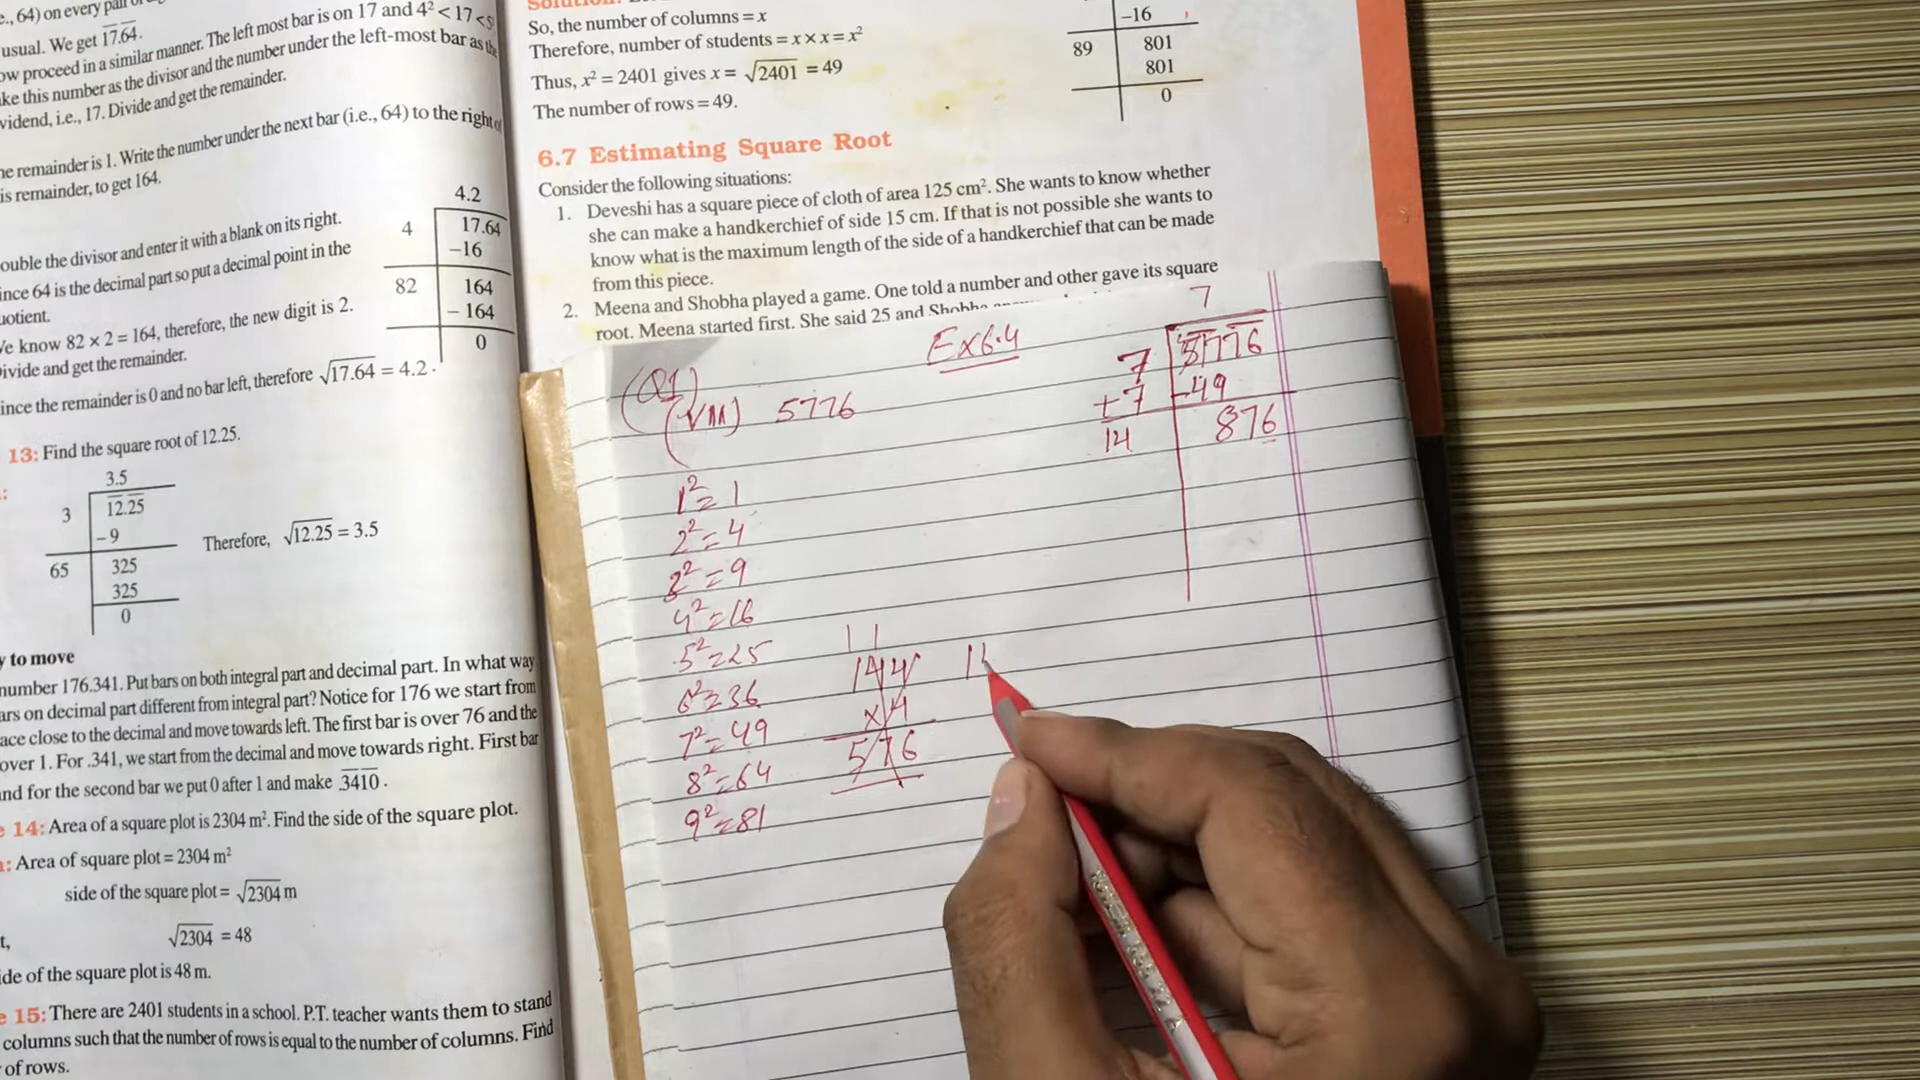 e., 64) on every
usual. We get 17.64.
ow proceed in a similar manner. The left most bar is on 17 and 4² < 17 < 5
ke this number as the divisor and the number under the left-most bar as the
vidend, i.e., 17. Divide and get the remainder.
he remainder is 1. Write the number under the next bar (i.e., 64) to the right of
is remainder, to get 164.
ouble the divisor and enter it with a blank on its right.
ince 64 is the decimal part so put a decimal point in the
uotient.
We know 82 × 2 = 164, therefore, the new digit is 2.
ivide and get the remainder.
ince the remainder is 0 and no bar left, therefore √17.64 = 4.2.
4.2
4 17.64
–16
82 164
– 164
0
13: Find the square root of 12.25.
3.5
3 12.25
– 9
65 325
325
0
Therefore, √12.25 = 3.5
y to move
number 176.341. Put bars on both integral part and decimal part. In what way
ars on decimal part different from integral part? Notice for 176 we start from
ace close to the decimal and move towards left. The first bar is over 76 and the
over 1. For .341, we start from the decimal and move towards right. First bar
nd for the second bar we put 0 after 1 and make .3410.
e 14: Area of a square plot is 2304 m². Find the side of the square plot.
: Area of square plot = 2304 m²
side of the square plot = √2304 m
t, √2304 = 48
ide of the square plot is 48 m.
e 15: There are 2401 students in a school. P.T. teacher wants them to stand
columns such that the number of rows is equal to the number of columns. Find
of rows.
Solution:
So, the number of columns = x
Therefore, number of students = x × x = x²
Thus, x² = 2401 gives x = √2401 = 49
The number of rows = 49.
–16
89 801
801
0
6.7 Estimating Square Root
Consider the following situations:
1. Deveshi has a square piece of cloth of area 125 cm². She wants to know whether
she can make a handkerchief of side 15 cm. If that is not possible she wants to
know what is the maximum length of the side of a handkerchief that can be made
from this piece.
2. Meena and Shobha played a game. One told a number and other gave its square
root. Meena started first. She said 25 and Shobha
Ex6.4
(Q1)
(VIII) 5776
7
7 5776
+7 -49
14 876
1² = 1
2² = 4
3² = 9
4² = 16
5² = 25
6² = 36
7² = 49
8² = 64
9² = 81
1 1
144
×4
576